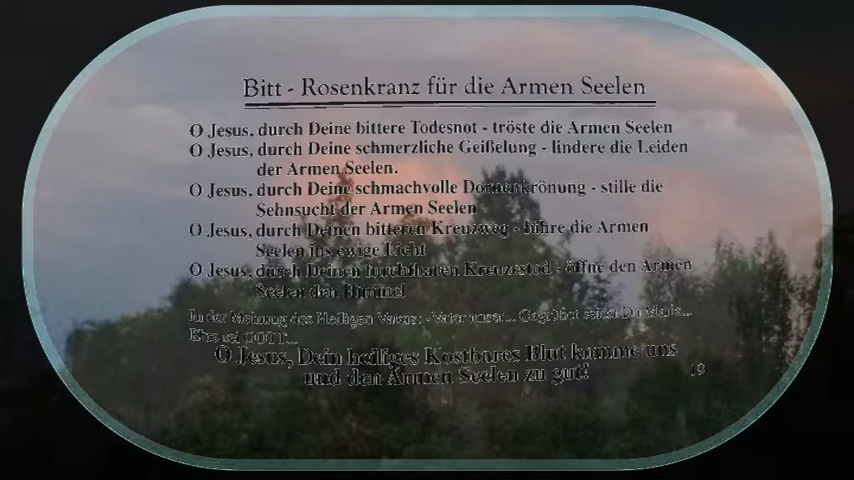 Bitt - Rosenkranz für die Armen Seelen
O Jesus, durch Deine bittere Todesnot - tröste die Armen Seelen
O Jesus, durch Deine schmerzliche Geißelung - lindere die Leiden
der Armen Seelen.
O Jesus, durch Deine schmachvolle Dornenkrönung - stille die
Sehnsucht der Armen Seelen
O Jesus, durch Deinen bitteren Kreuzweg - führe die Armen
Seelen ins ewige Licht
O Jesus, durch Deinen furchtbaren Kreuzestod - öffne den Armen
Seelen den Himmel
In der Meinung des Heiligen Vaters: -Vater unser... Gegrüßet seist Du Maria...
Ehre sei GOTT...
O Jesus, Dein heiliges Kostbares Blut komme uns
und den Armen Seelen zu gut!